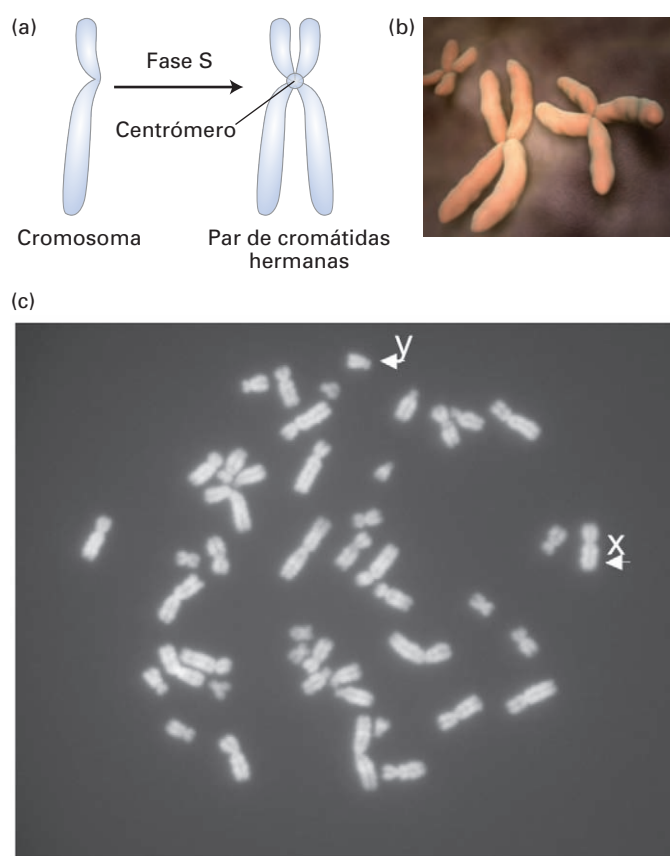 (a)
Fase S
Centrómero
Cromosoma
Par de cromátidas
hermanas
(b)
(c)
y
x